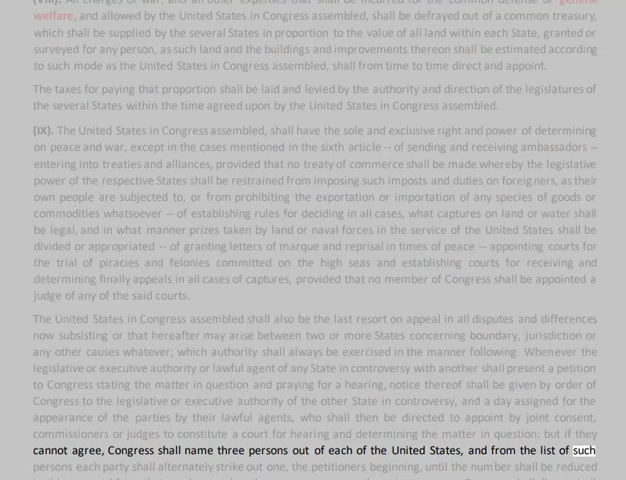 (VIII). All charges of war, and all other expenses that shall be incurred for the common defense or general
welfare, and allowed by the United States in Congress assembled, shall be defrayed out of a common treasury,
which shall be supplied by the several States in proportion to the value of all land within each State, granted or
surveyed for any person, as such land and the buildings and improvements thereon shall be estimated according
to such mode as the United States in Congress assembled, shall from time to time direct and appoint.
The taxes for paying that proportion shall be laid and levied by the authority and direction of the legislatures of
the several States within the time agreed upon by the United States in Congress assembled.
(IX). The United States in Congress assembled, shall have the sole and exclusive right and power of determining
on peace and war, except in the cases mentioned in the sixth article -- of sending and receiving ambassadors --
entering into treaties and alliances, provided that no treaty of commerce shall be made whereby the legislative
power of the respective States shall be restrained from imposing such imposts and duties on foreigners, as their
own people are subjected to, or from prohibiting the exportation or importation of any species of goods or
commodities whatsoever -- of establishing rules for deciding in all cases, what captures on land or water shall
be legal, and in what manner prizes taken by land or naval forces in the service of the United States shall be
divided or appropriated -- of granting letters of marque and reprisal in times of peace -- appointing courts for
the trial of piracies and felonies committed on the high seas and establishing courts for receiving and
determining finally appeals in all cases of captures, provided that no member of Congress shall be appointed a
judge of any of the said courts.
The United States in Congress assembled shall also be the last resort on appeal in all disputes and differences
now subsisting or that hereafter may arise between two or more States concerning boundary, jurisdiction or
any other causes whatever; which authority shall always be exercised in the manner following. Whenever the
legislative or executive authority or lawful agent of any State in controversy with another shall present a petition
to Congress stating the matter in question and praying for a hearing, notice thereof shall be given by order of
Congress to the legislative or executive authority of the other State in controversy, and a day assigned for the
appearance of the parties by their lawful agents, who shall then be directed to appoint by joint consent,
commissioners or judges to constitute a court for hearing and determining the matter in question: but if they
cannot agree, Congress shall name three persons out of each of the United States, and from the list of such
persons each party shall alternately strike out one, the petitioners beginning, until the number shall be reduced